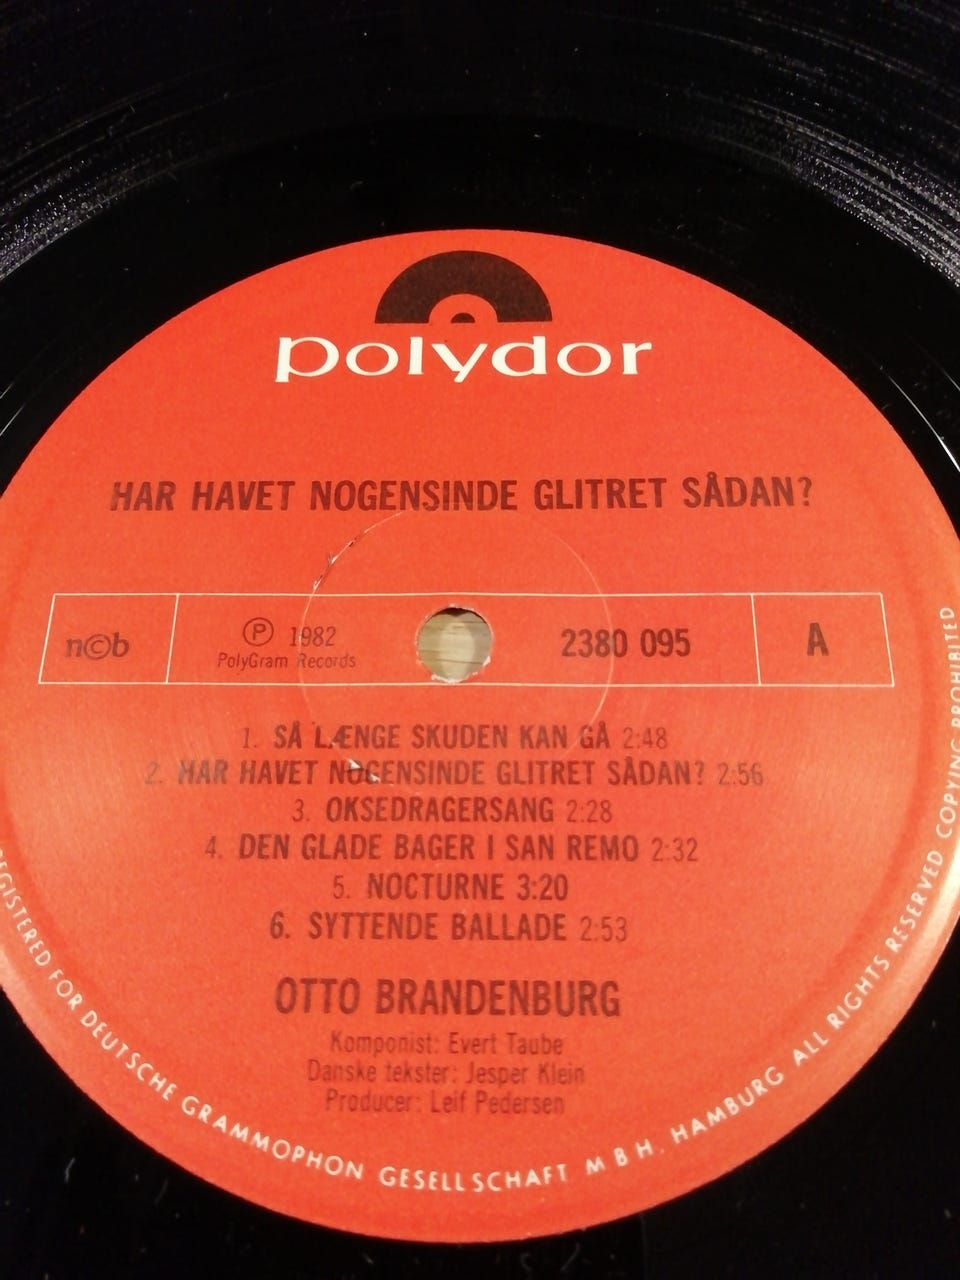 polydor
HAR HAVET NOGENSINDE GLITRET SÅDAN?
n©b
Ⓟ 1982
PolyGram Records
2380 095
A
1. SÅ LÆNGE SKUDEN KAN GÅ 2:48
2. HAR HAVET NOGENSINDE GLITRET SÅDAN? 2:56
3. OKSEDRAGERSANG 2:28
4. DEN GLADE BAGER I SAN REMO 2:32
5. NOCTURNE 3:20
6. SYTTENDE BALLADE 2:53
OTTO BRANDENBURG
Komponist: Evert Taube
Danske tekster: Jesper Klein
Producer: Leif Pedersen
REGISTERED FOR DEUTSCHE GRAMMOPHON GESELLSCHAFT M B H, HAMBURG ALL RIGHTS RESERVED COPYING PROHIBITED